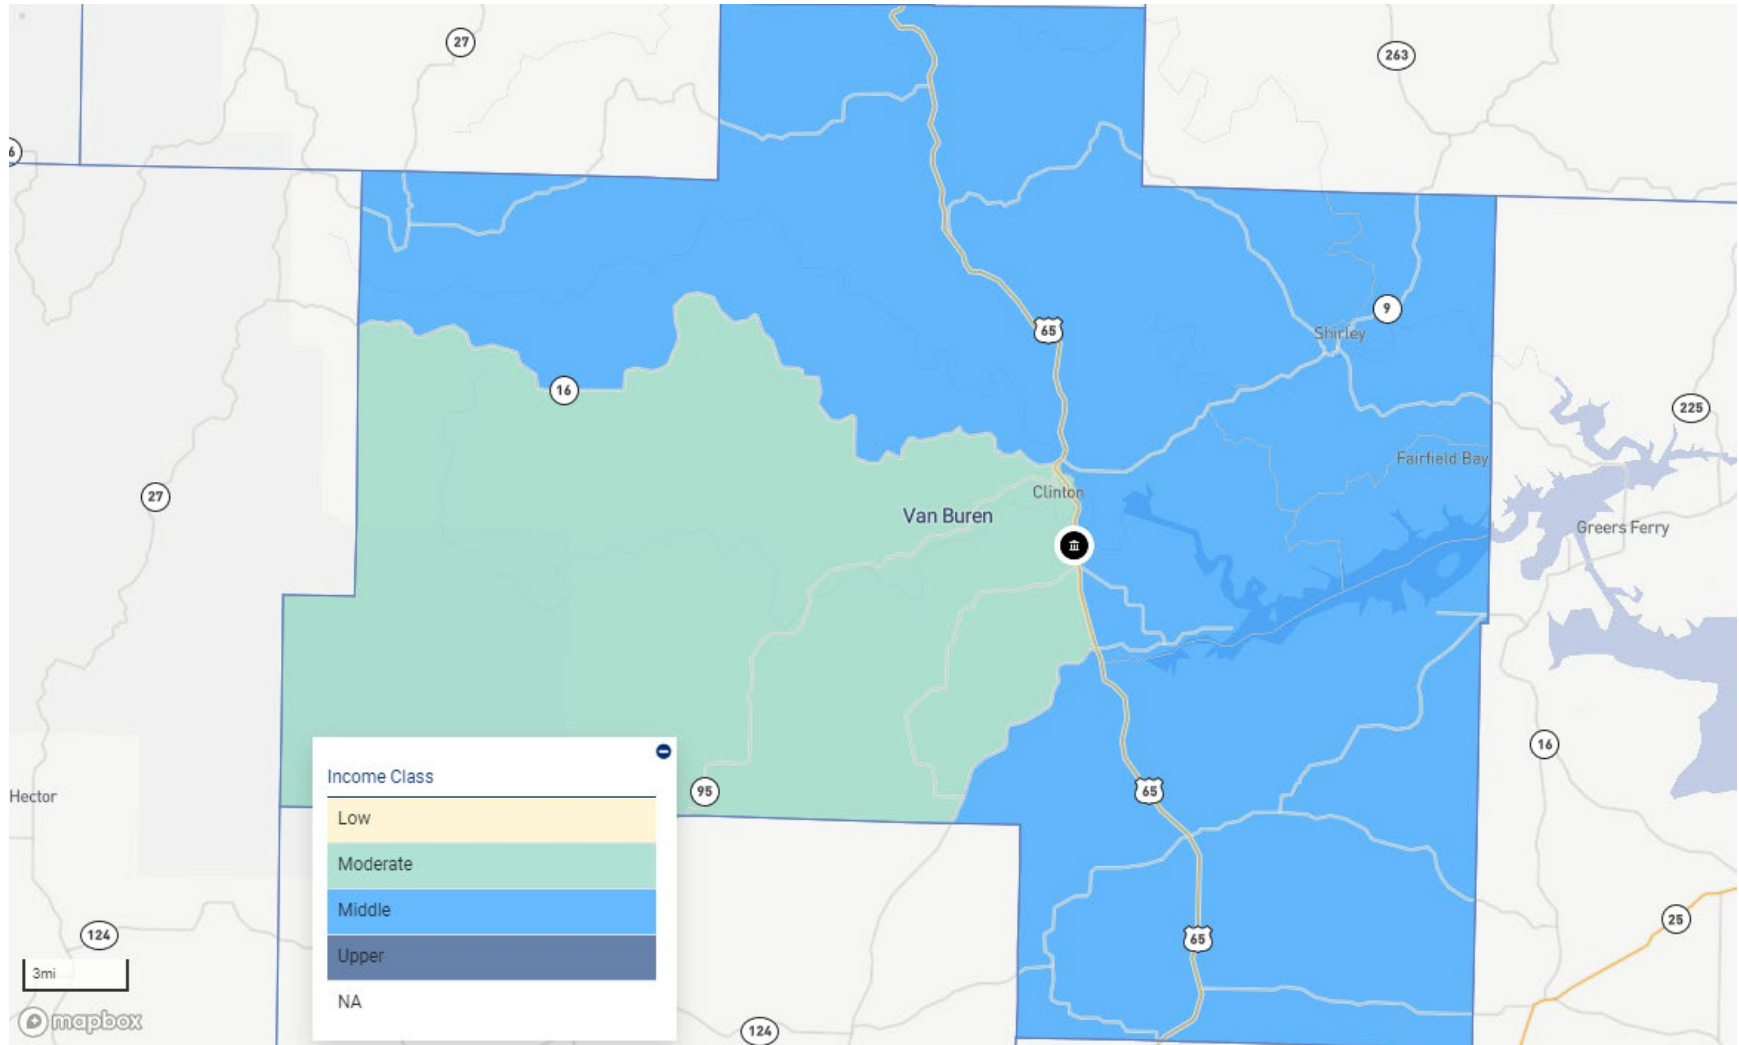 27
263
6
9
65
Shirley
16
225
Fairfield Bay
Clinton
27
Van Buren
Greers Ferry
16
Income Class
95
65
Hector
Low
Moderate
Middle
25
124
65
Upper
3mi
NA
mapbox
124